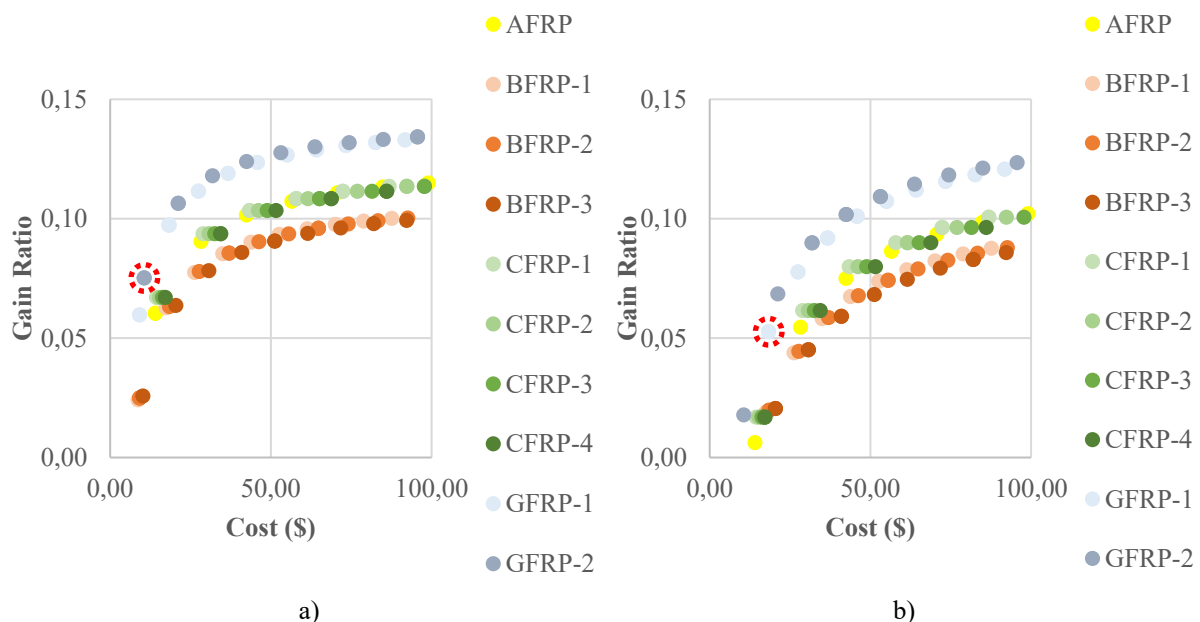 Gain Ratio
0,15
0,10
0,05
0,00
0,00
50,00
100,00
Cost ($)
AFRP
BFRP-1
BFRP-2
BFRP-3
CFRP-1
CFRP-2
CFRP-3
CFRP-4
GFRP-1
GFRP-2
a)
Gain Ratio
0,15
0,10
0,05
0,00
0,00
50,00
100,00
Cost ($)
AFRP
BFRP-1
BFRP-2
BFRP-3
CFRP-1
CFRP-2
CFRP-3
CFRP-4
GFRP-1
GFRP-2
b)